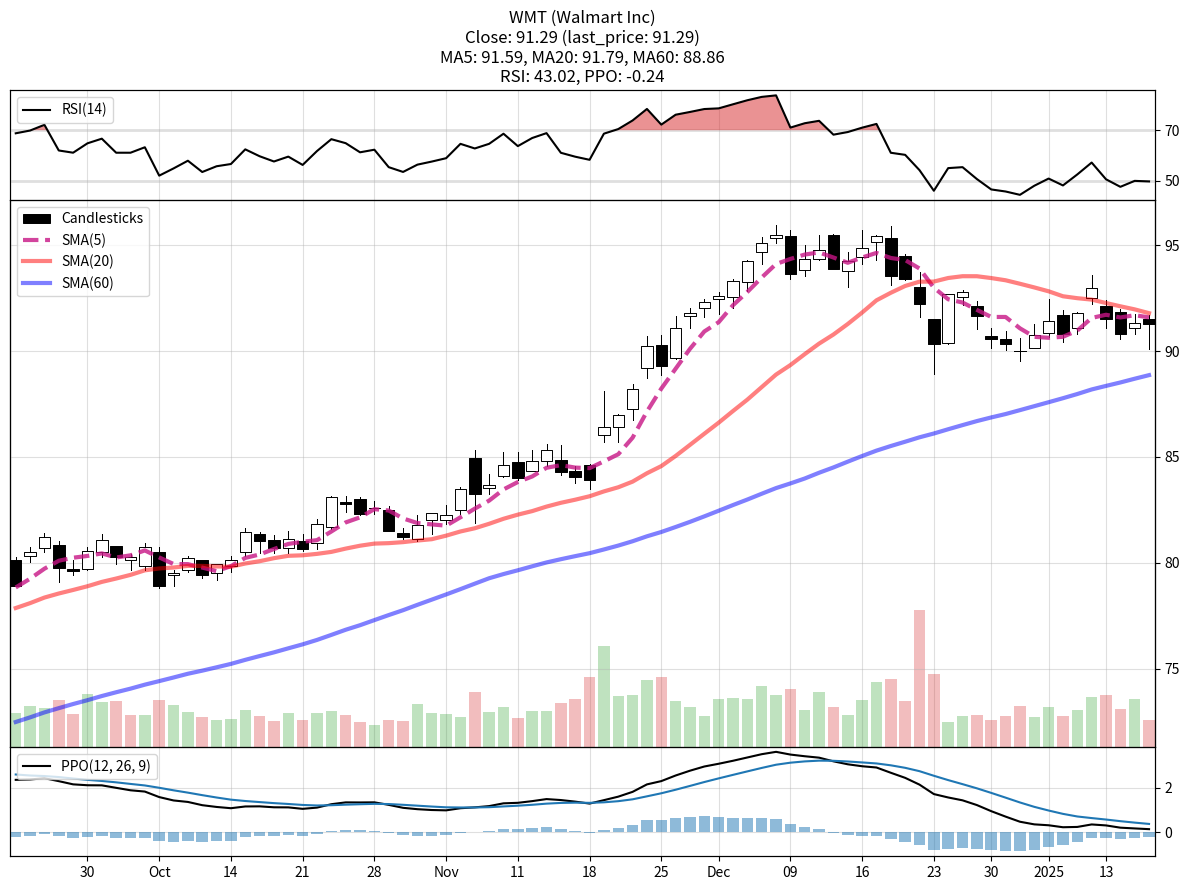 WMT (Walmart Inc)
Close: 91.29 (last_price: 91.29)
MA5: 91.59, MA20: 91.79, MA60: 88.86
RSI: 43.02, PPO: -0.24
RSI(14)
70
50
Candlesticks
SMA(5)
SMA(20)
SMA(60)
95
90
85
80
75
PPO(12, 26, 9)
2
0
30 Oct 14 21 28 Nov 11 18 25 Dec 09 16 23 30 2025 13